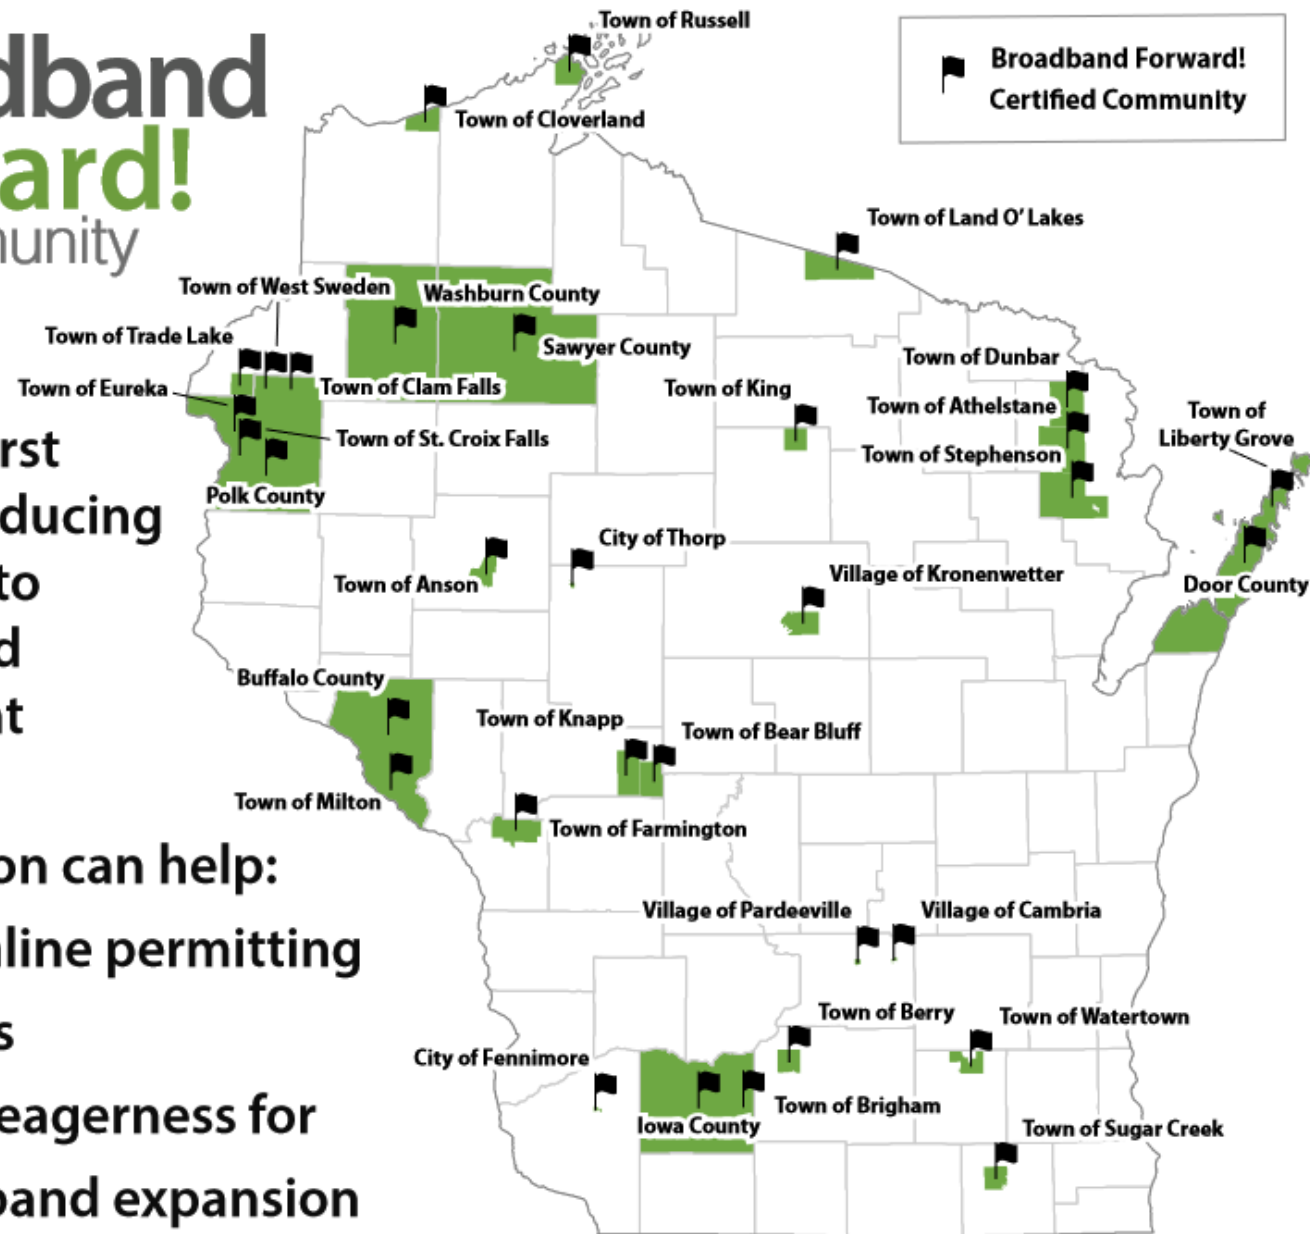 dband
ard!
munity
Broadband Forward!
Certified Community
Town of Russell
Town of Cloverland
Town of Land O' Lakes
Town of West Sweden
Washburn County
Town of Trade Lake
Sawyer County
Town of Eureka
Town of Clam Falls
Town of St. Croix Falls
Polk County
Town of King
Town of Dunbar
Town of Athelstane
Town of Stephenson
Town of
Liberty Grove
Door County
City of Thorp
Town of Anson
Village of Kronenwetter
Buffalo County
Town of Knapp
Town of Bear Bluff
Town of Milton
Town of Farmington
Village of Pardeeville
Village of Cambria
Town of Berry
Town of Watertown
City of Fennimore
Town of Brigham
Iowa County
Town of Sugar Creek
rst
ducing
to
d
t
on can help:
line permitting
s
eagerness for
band expansion